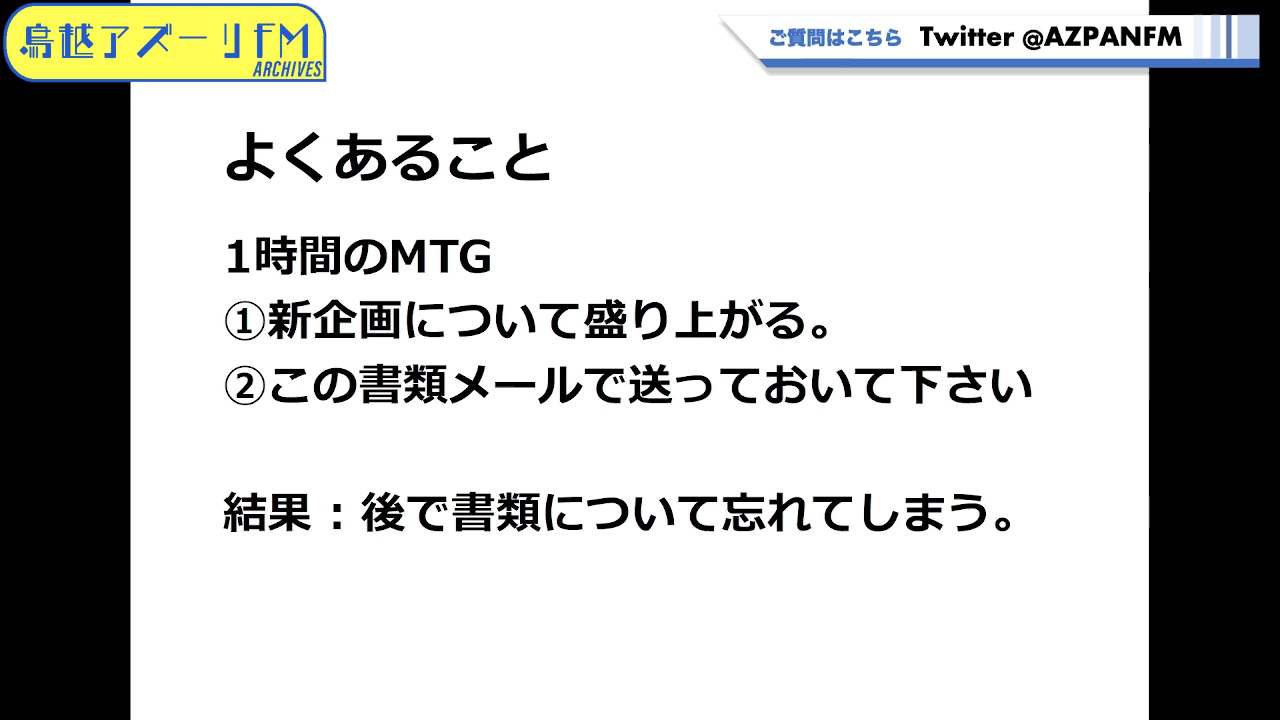 鳥越アズーリFM
ARCHIVES
ご質問はこちら Twitter @AZPANFM
よくあること
1時間のMTG
①新企画について盛り上がる。
②この書類メールで送っておいて下さい
結果：後で書類について忘れてしまう。